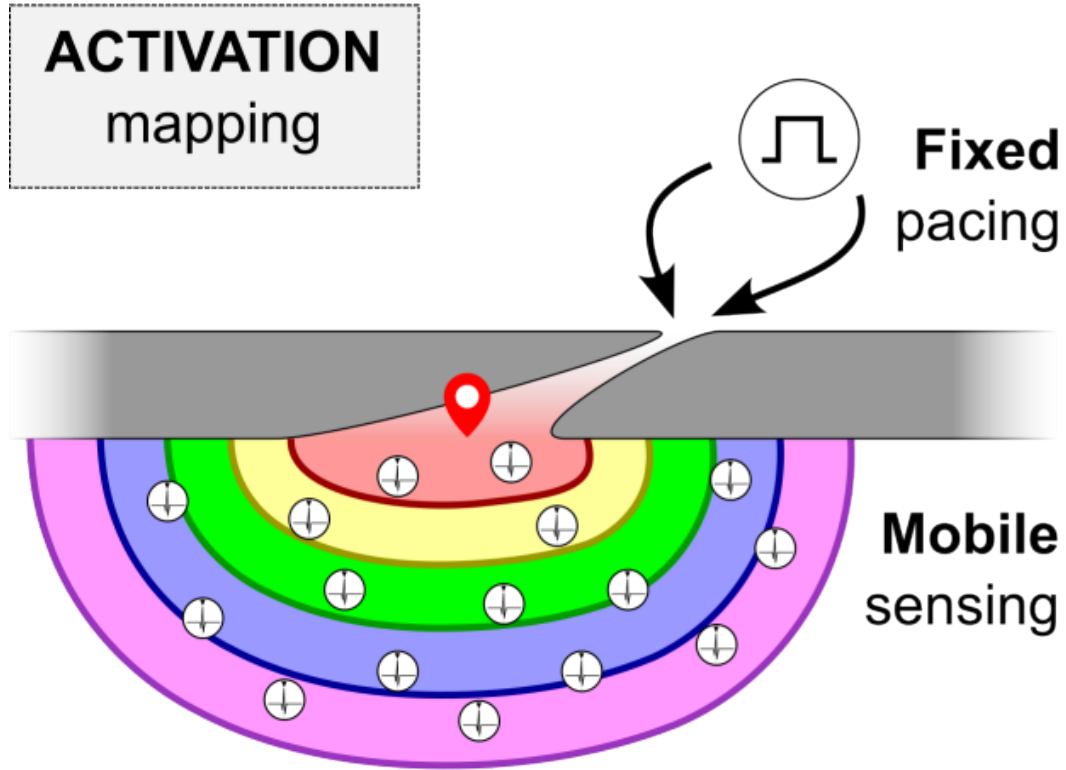 ACTIVATION
mapping
Fixed
pacing
Mobile
sensing